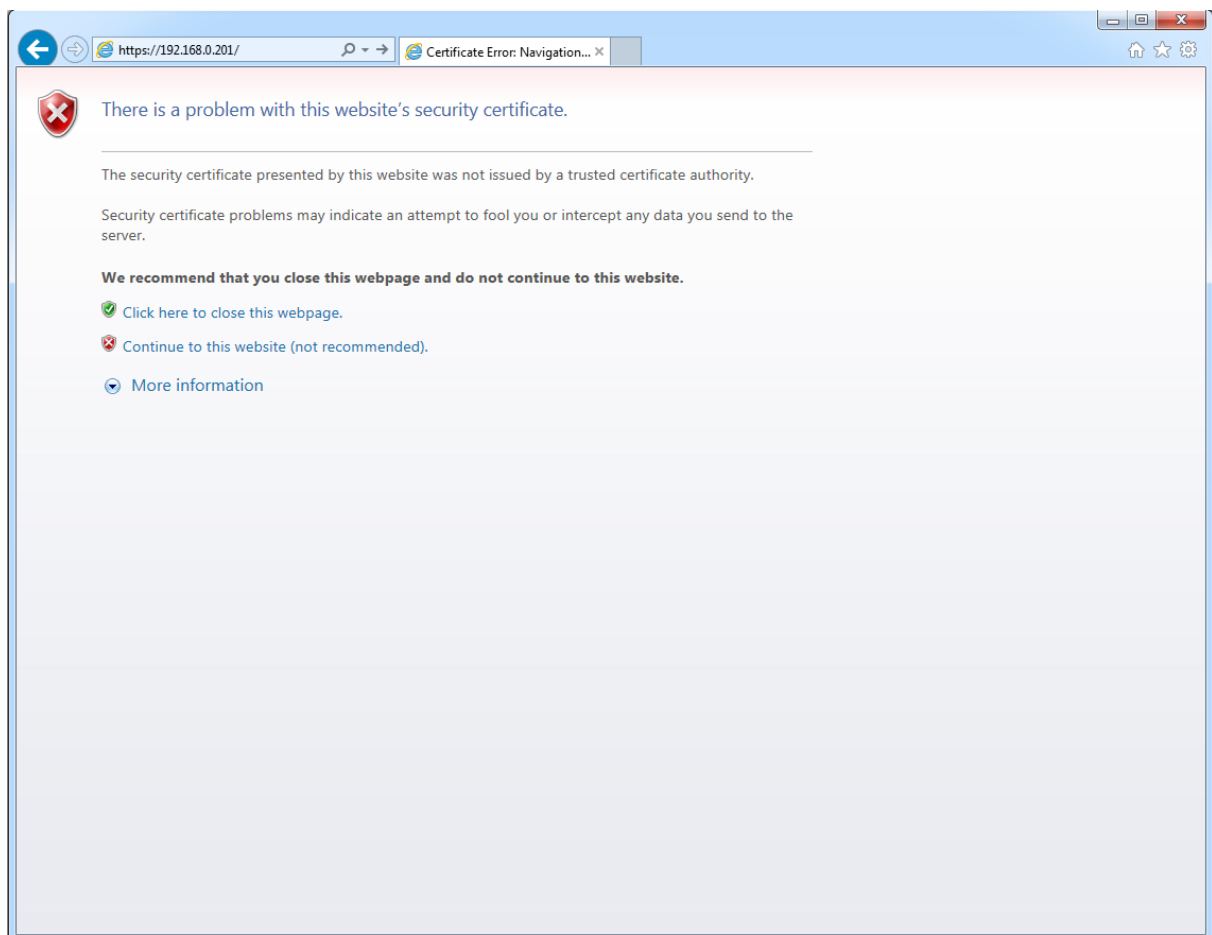 https://192.168.0.201/
Certificate Error: Navigation...
There is a problem with this website's security certificate.
The security certificate presented by this website was not issued by a trusted certificate authority.
Security certificate problems may indicate an attempt to fool you or intercept any data you send to the
server.
We recommend that you close this webpage and do not continue to this website.
Click here to close this webpage.
Continue to this website (not recommended).
More information